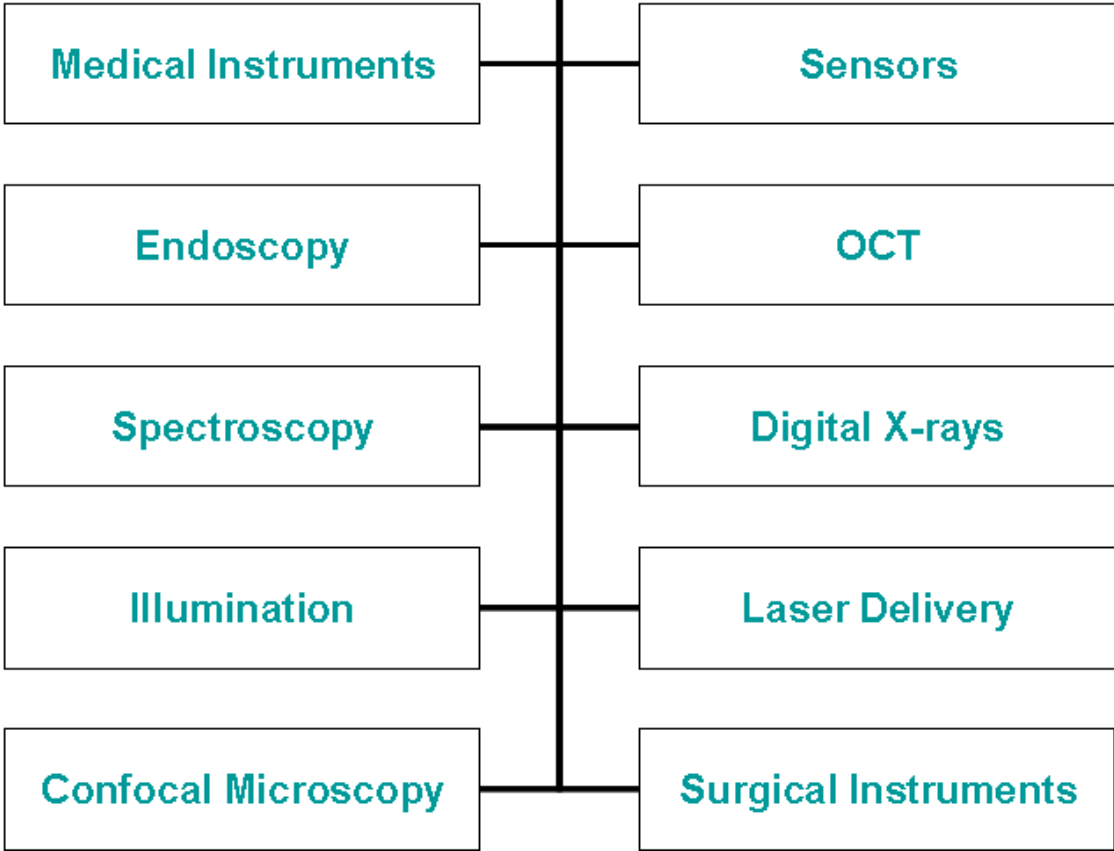 Medical Instruments
Sensors
Endoscopy
OCT
Spectroscopy
Digital X-rays
Illumination
Laser Delivery
Confocal Microscopy
Surgical Instruments